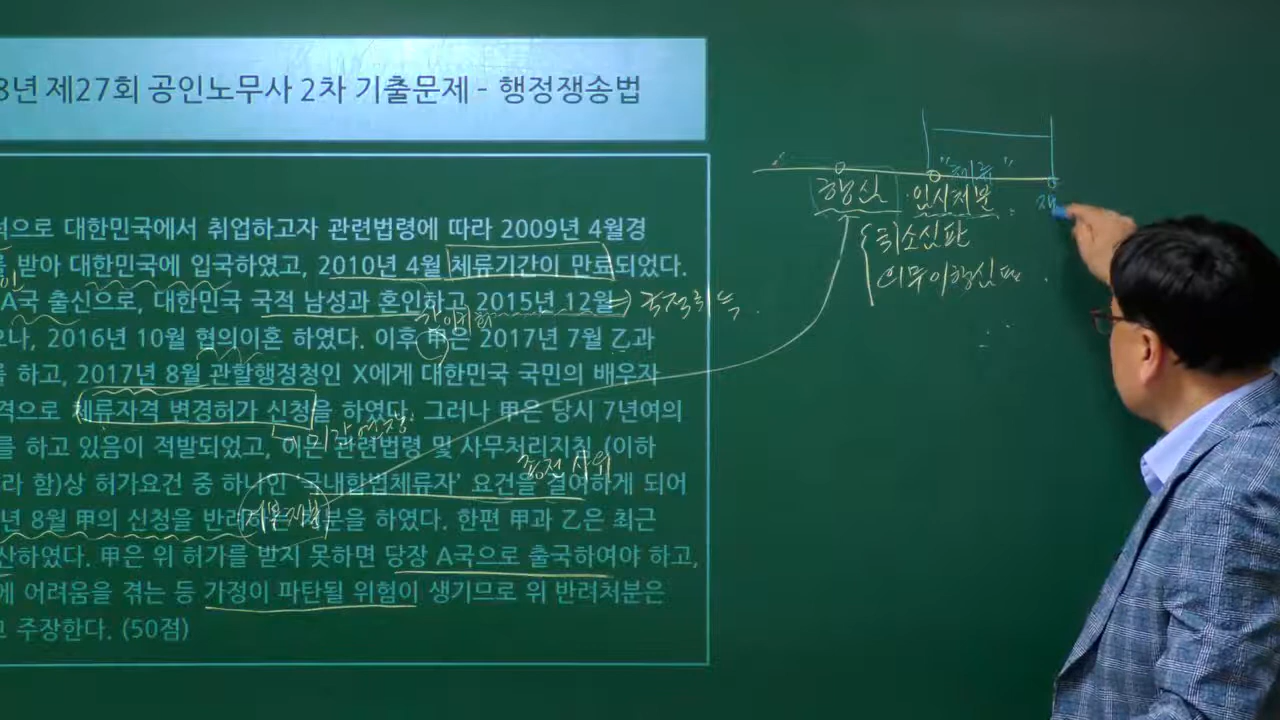 8년 제27회 공인노무사 2차 기출문제 - 행정쟁송법
적으로 대한민국에서 취업하고자 관련법령에 따라 2009년 4월경
를 받아 대한민국에 입국하였고, 2010년 4월 체류기간이 만료되었다.
A국 출신으로, 대한민국 국적 남성과 혼인하고 2015년 12월 ⇒ 국적취득.
으나, 2016년 10월 협의이혼 하였다. 이후 甲은 2017년 7월 乙과
를 하고, 2017년 8월 관할행정청인 X에게 대한민국 국민의 배우자
격으로 체류자격 변경허가 신청을 하였다. 그러나 甲은 당시 7년여의
를 하고 있음이 적발되었고, 이는 관련법령 및 사무처리지침 (이하
라 함)상 허가요건 중 하나인 '국내합법체류자' 요건을 결여하게 되어
년 8월 甲의 신청을 반려하는 처분을 하였다. 한편 甲과 乙은 최근
산하였다. 甲은 위 허가를 받지 못하면 당장 A국으로 출국하여야 하고,
에 어려움을 겪는 등 가정이 파탄될 위험이 생기므로 위 반려처분은
고 주장한다. (50점)
거부처분
행심 임시처분
취소심판
의무이행심판